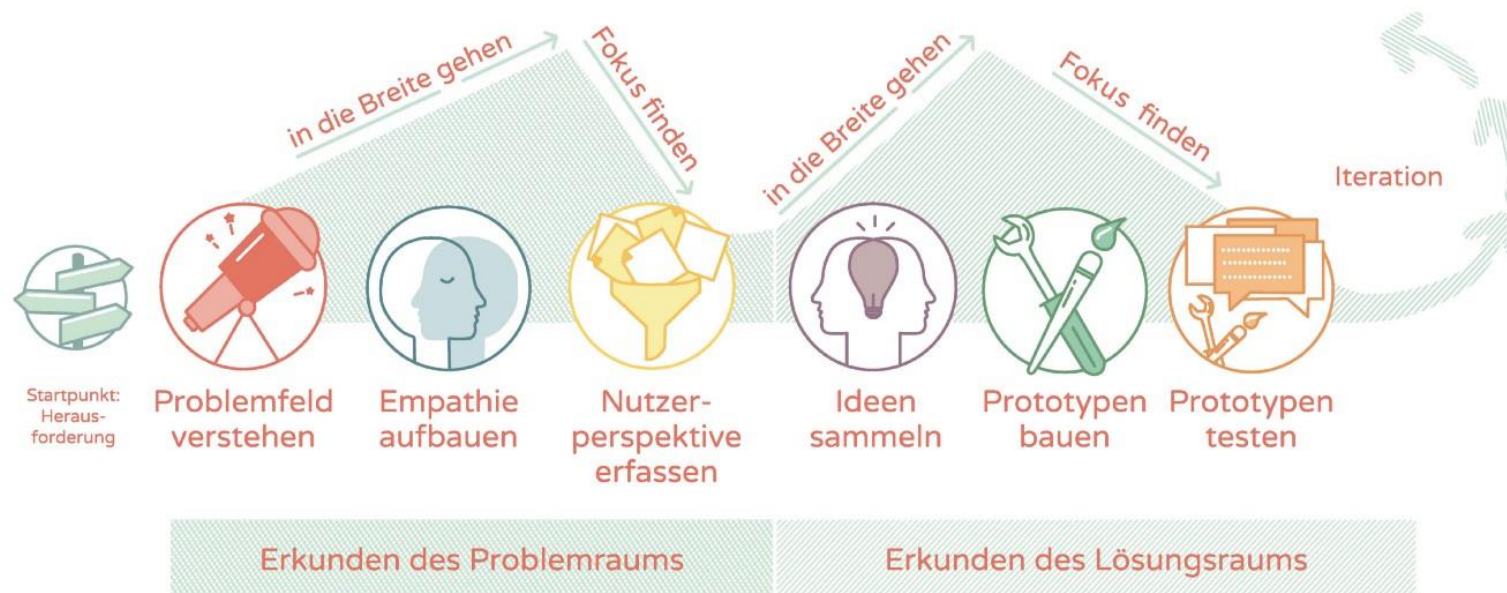 in die Breite gehen
Fokus finden
in die Breite gehen
Fokus finden
Iteration
Startpunkt:
Heraus-
forderung
Problemfeld
verstehen
Empathie
aufbauen
Nutzer-
perspektive
erfassen
Ideen
sammeln
Prototypen
bauen
Prototypen
testen
Erkunden des Problemraums
Erkunden des Lösungsraums